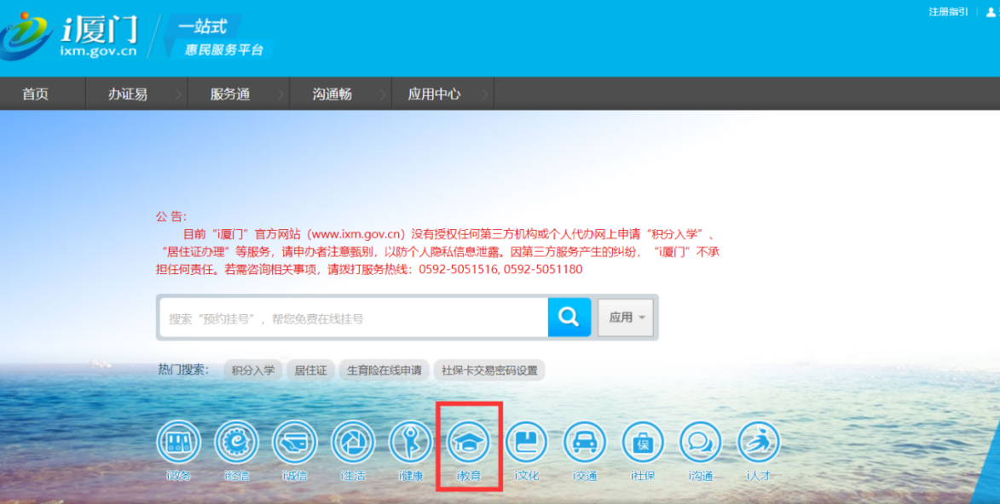 注册指引
i厦门
ixm.gov.cn
一站式
惠民服务平台
首页 办证易 服务通 沟通畅 应用中心
公 告：
目前“i厦门”官方网站（www.ixm.gov.cn）没有授权任何第三方机构或个人代办网上申请“积分入学”、
“居住证办理”等服务，请申办者注意甄别，以防个人隐私信息泄露。因第三方服务产生的纠纷，“i厦门”不承
担任何责任。若需咨询相关事项，请拨打服务热线：0592-5051516, 0592-5051180
搜索“预约挂号”，帮您免费在线挂号 应用
热门搜索： 积分入学 居住证 生育险在线申请 社保卡交易密码设置
保
i政务 i经信 i诚信 i生活 i健康 i教育 i文化 i交通 i社保 i沟通 i人才